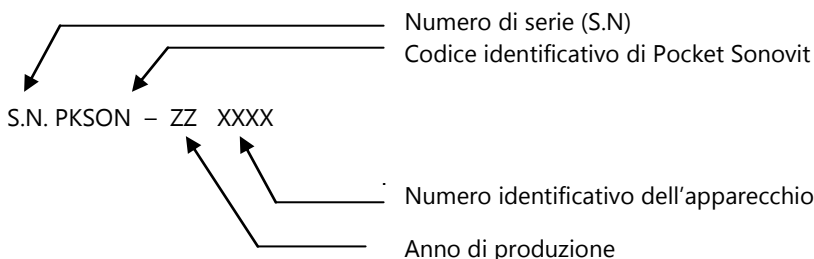 Numero di serie (S.N)
Codice identificativo di Pocket Sonovit
S.N. PKSON – ZZ XXXX
Numero identificativo dell’apparecchio
Anno di produzione